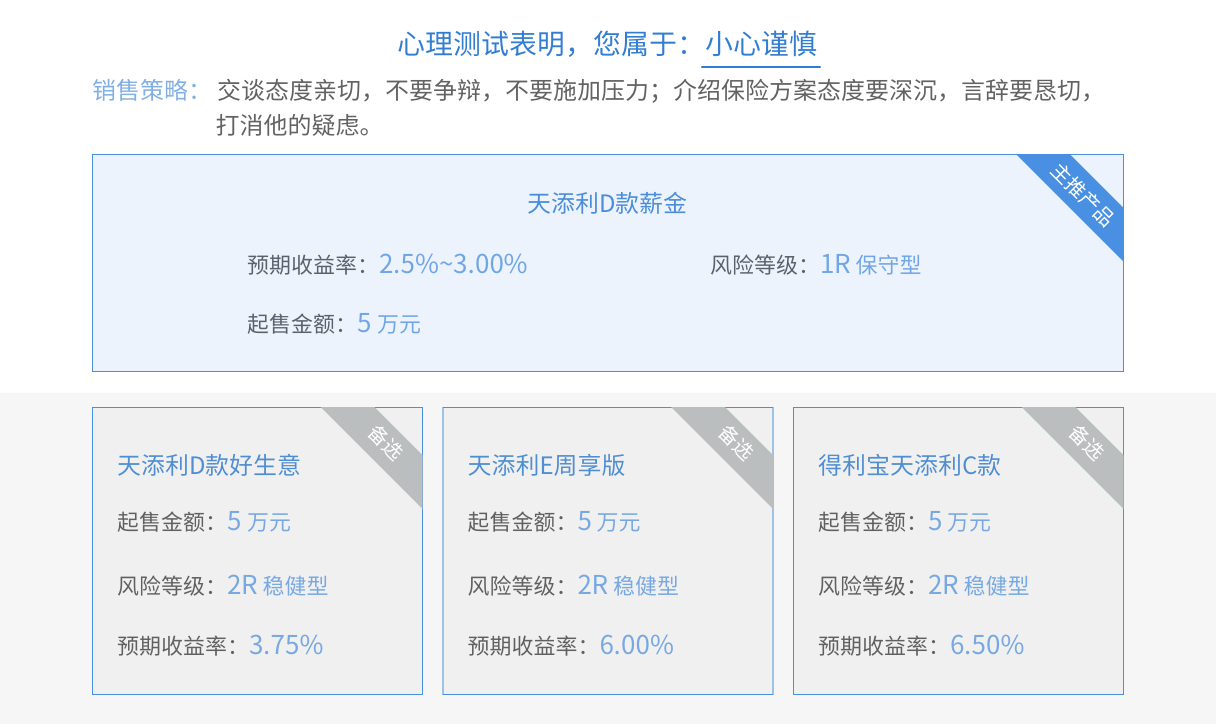 心理测试表明，您属于：小心谨慎
销售策略：交谈态度亲切，不要争辩，不要施加压力；介绍保险方案态度要深沉，言辞要恳切，
打消他的疑虑。
主推产品
天添利D款薪金
预期收益率：2.5%~3.00%
风险等级：1R 保守型
起售金额：5 万元
备选
天添利D款好生意
起售金额：5 万元
风险等级：2R 稳健型
预期收益率：3.75%
备选
天添利E周享版
起售金额：5 万元
风险等级：2R 稳健型
预期收益率：6.00%
备选
得利宝天添利C款
起售金额：5 万元
风险等级：2R 稳健型
预期收益率：6.50%